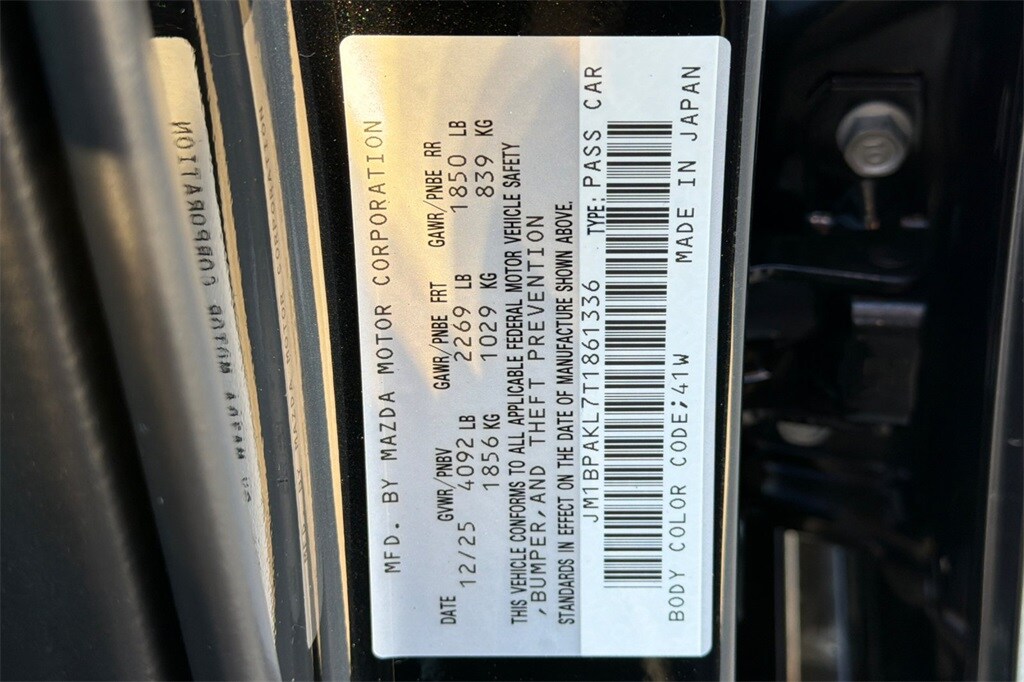 MFD. BY MAZDA MOTOR CORPORATION
DATE GVWR/PNBV GAWR/PNBE FRT GAWR/PNBE RR
12/25 4092 LB 2269 LB 1850 LB
1856 KG 1029 KG 839 KG
THIS VEHICLE CONFORMS TO ALL APPLICABLE FEDERAL MOTOR VEHICLE SAFETY
,BUMPER,AND THEFT PREVENTION
STANDARDS IN EFFECT ON THE DATE OF MANUFACTURE SHOWN ABOVE.
JM1BPAKL7T1861336 TYPE; PASS CAR
BODY COLOR CODE;41W MADE IN JAPAN